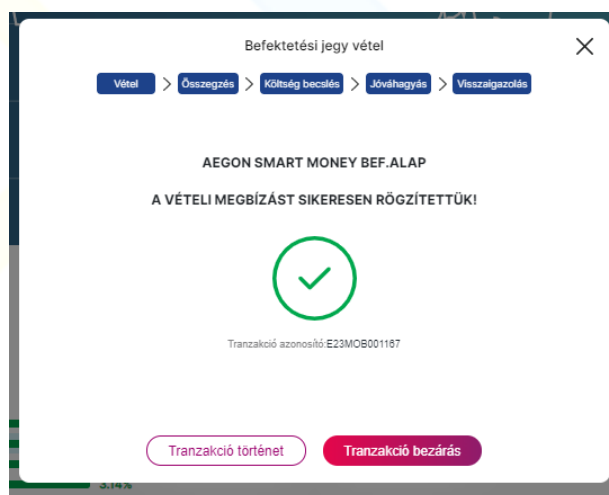 Befektetési jegy vétel
Vétel > Összegzés > Költség becslés > Jóváhagyás > Visszaigazolás
AEGON SMART MONEY BEF.ALAP
A VÉTELI MEGBÍZÁST SIKERESEN RÖGZÍTETTÜK!
Tranzakció azonosító:E23MOB001167
Tranzakció történet Tranzakció bezárás
3.14%